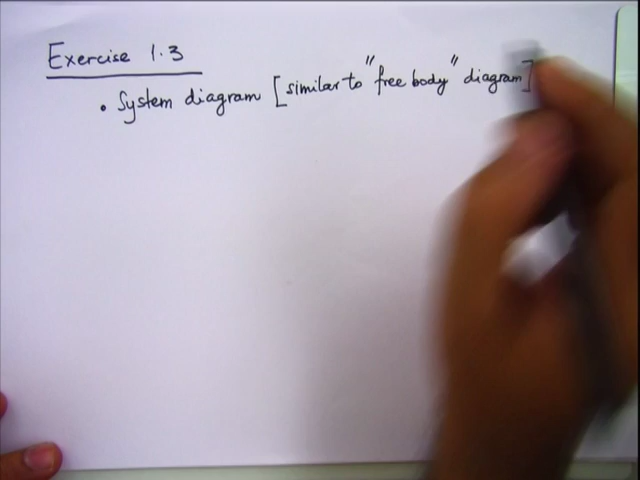 Exercise 1.3
• System diagram [similar to "free body" diagram]